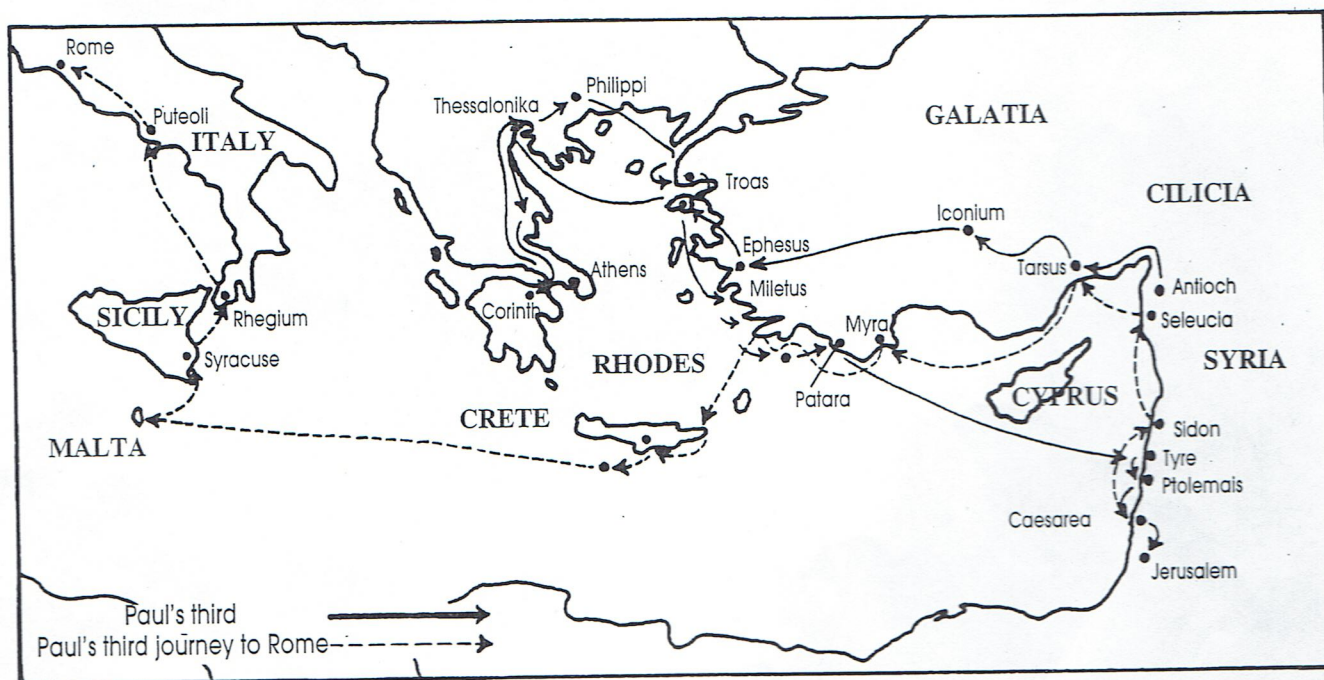 Rome
Philippi
Thessalonika
Puteoli
ITALY
GALATIA
Troas
CILICIA
Iconium
Ephesus
Tarsus
Athens
Miletus
Antioch
Corinth
SICILY
Rhegium
Seleucia
Myra
Syracuse
RHODES
SYRIA
Patara
CYPRUS
CRETE
Sidon
MALTA
Tyre
Ptolemais
Caesarea
Jerusalem
Paul's third
Paul's third journey to Rome